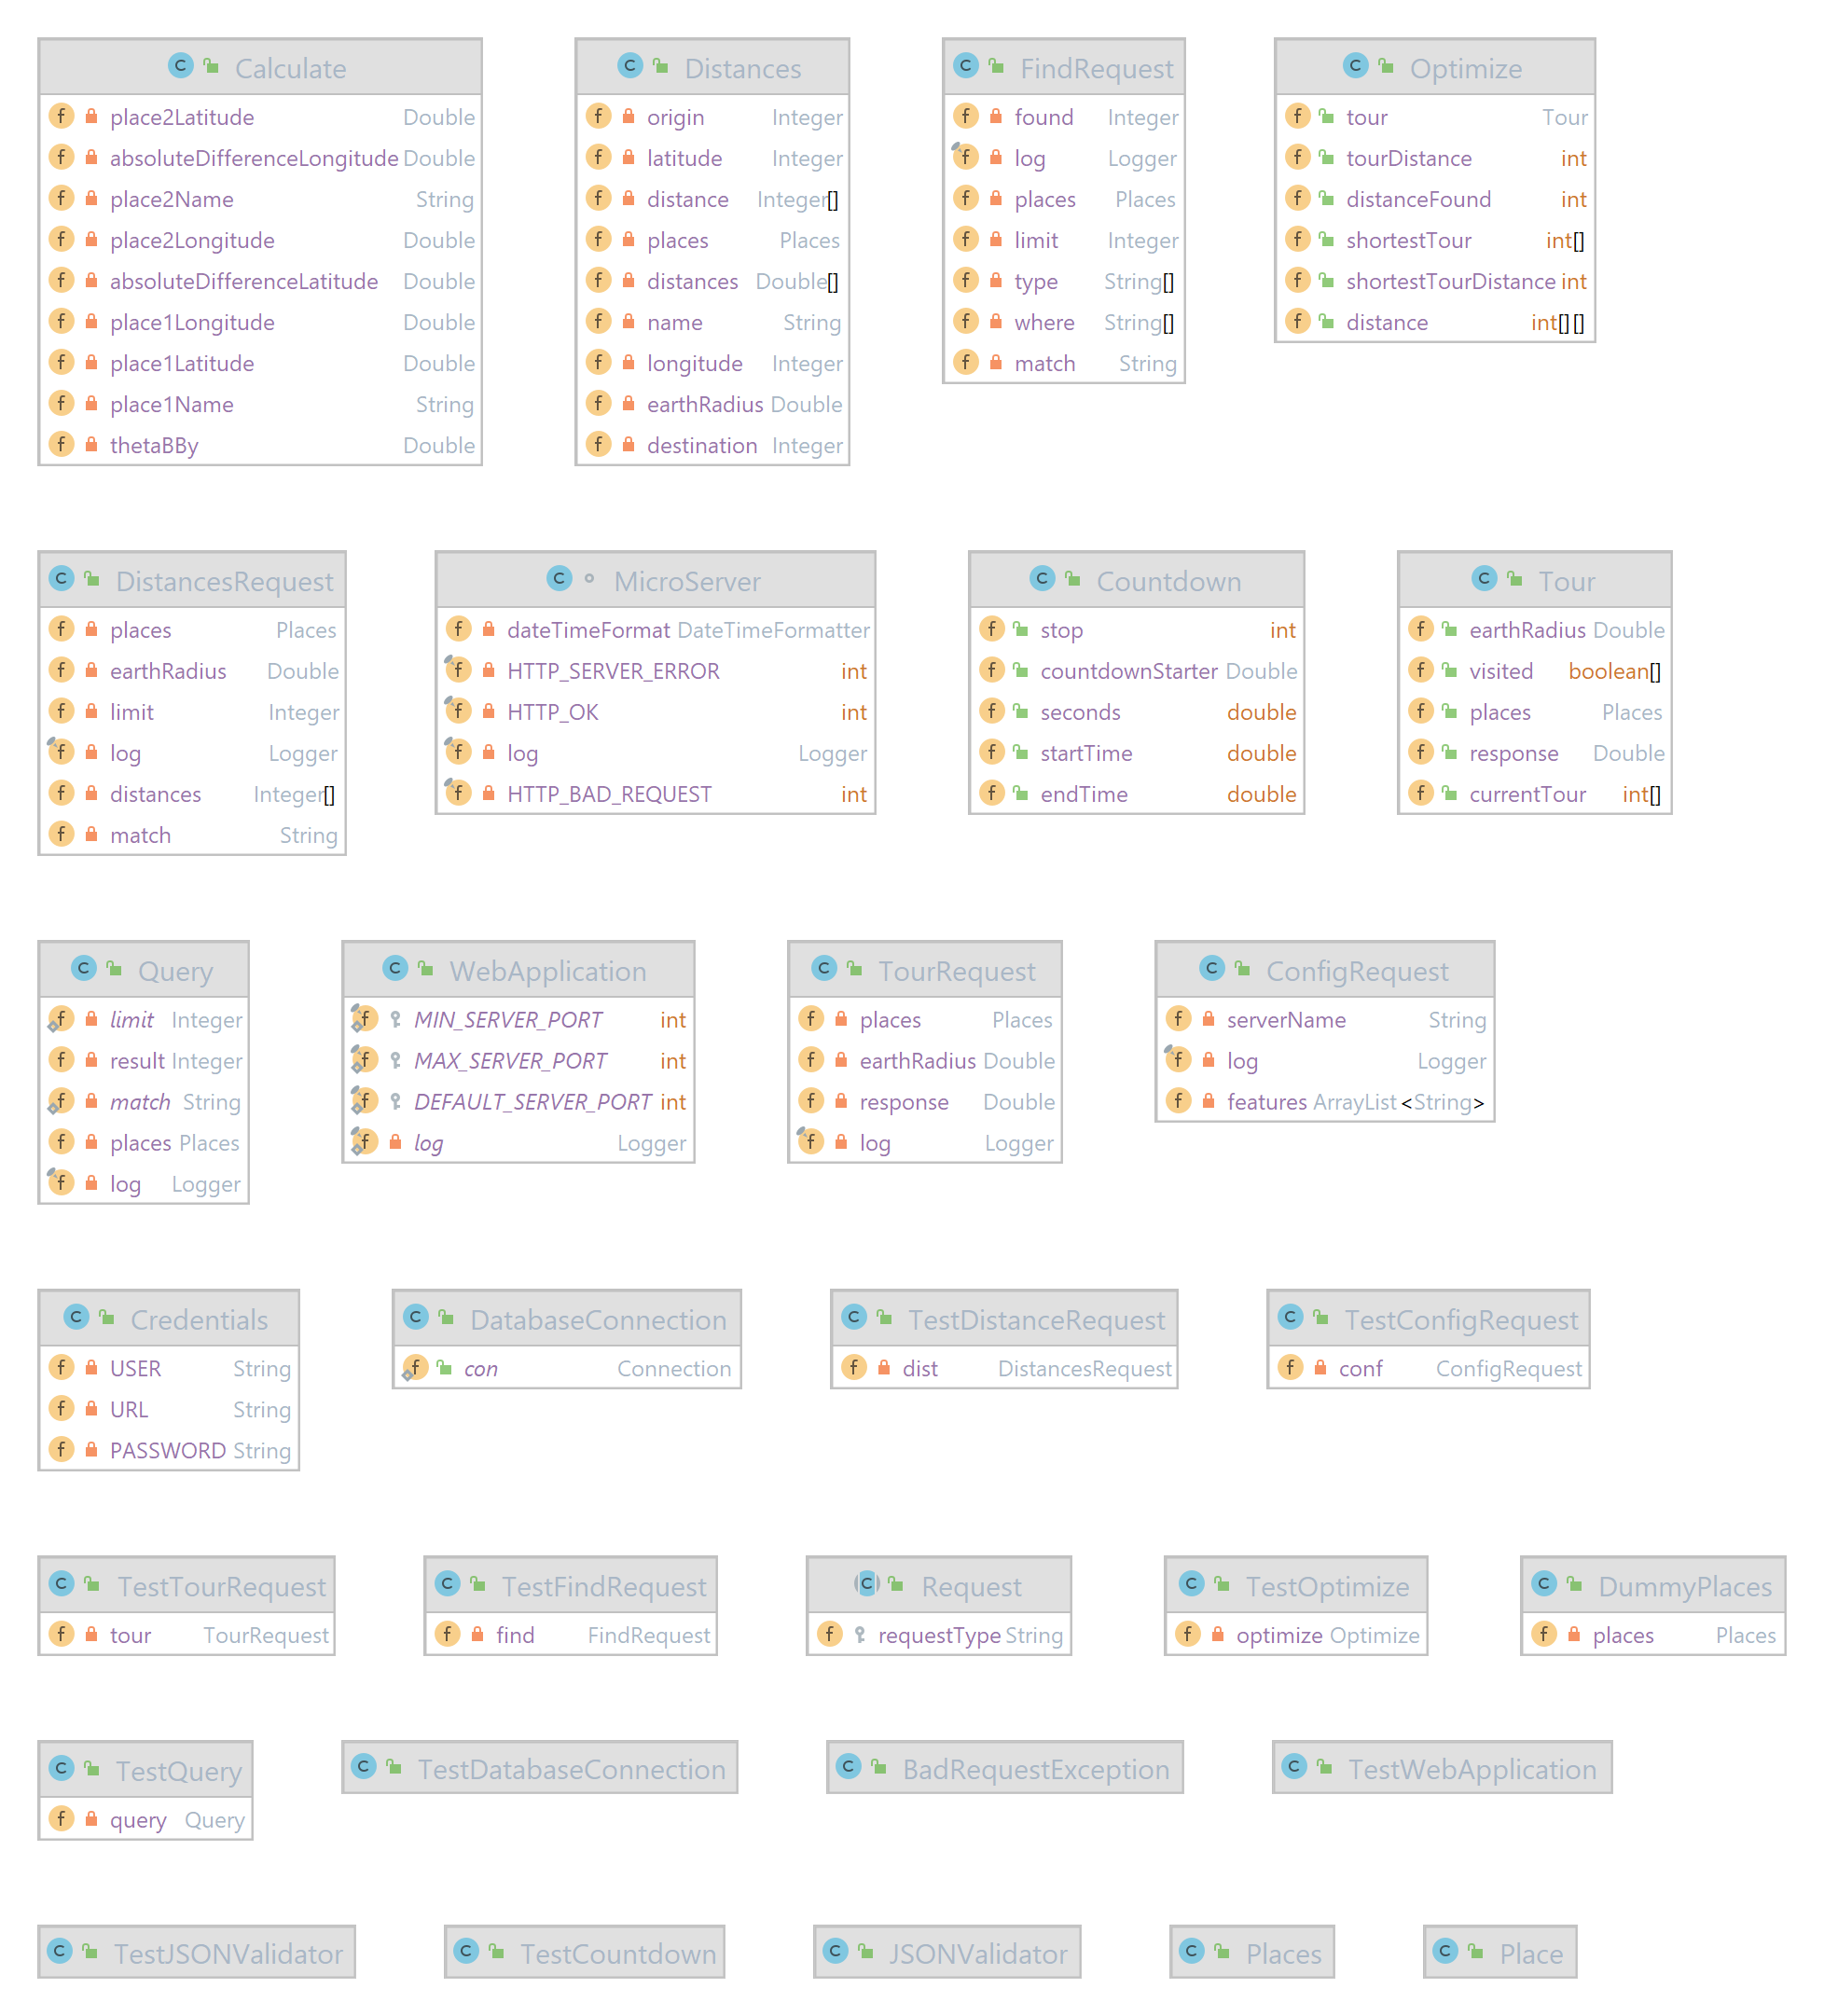 Calculate
place2Latitude Double
absoluteDifferenceLongitude Double
place2Name String
place2Longitude Double
absoluteDifferenceLatitude Double
place1Longitude Double
place1Latitude Double
place1Name String
thetaBBy Double
Distances
origin Integer
latitude Integer
distance Integer[]
places Places
distances Double[]
name String
longitude Integer
earthRadius Double
destination Integer
FindRequest
found Integer
log Logger
places Places
limit Integer
type String[]
where String[]
match String
Optimize
tour Tour
tourDistance int
distanceFound int
shortestTour int[]
shortestTourDistance int
distance int[][]
DistancesRequest
places Places
earthRadius Double
limit Integer
log Logger
distances Integer[]
match String
MicroServer
dateTimeFormat DateTimeFormatter
HTTP_SERVER_ERROR int
HTTP_OK int
log Logger
HTTP_BAD_REQUEST int
Countdown
stop int
countdownStarter Double
seconds double
startTime double
endTime double
Tour
earthRadius Double
visited boolean[]
places Places
response Double
currentTour int[]
Query
limit Integer
result Integer
match String
places Places
log Logger
WebApplication
MIN_SERVER_PORT int
MAX_SERVER_PORT int
DEFAULT_SERVER_PORT int
log Logger
TourRequest
places Places
earthRadius Double
response Double
log Logger
ConfigRequest
serverName String
log Logger
features ArrayList<String>
Credentials
USER String
URL String
PASSWORD String
DatabaseConnection
con Connection
TestDistanceRequest
dist DistancesRequest
TestConfigRequest
conf ConfigRequest
TestTourRequest
tour TourRequest
TestFindRequest
find FindRequest
Request
requestType String
TestOptimize
optimize Optimize
DummyPlaces
places Places
TestQuery
query Query
TestDatabaseConnection
BadRequestException
TestWebApplication
TestJSONValidator
TestCountdown
JSONValidator
Places
Place